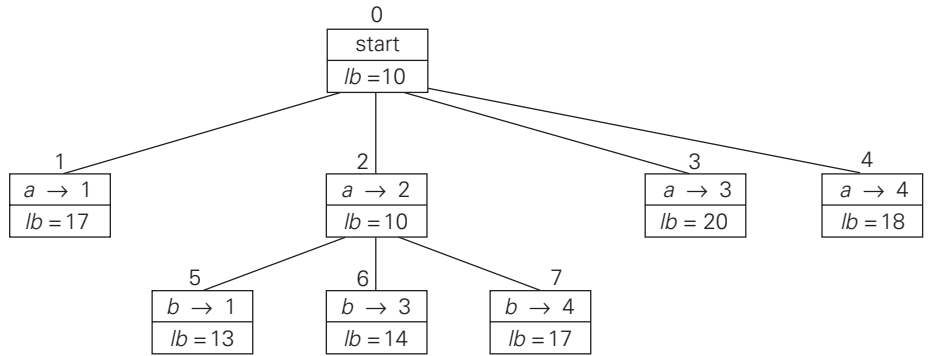 0
start
lb =10
1
2
3
4
a → 1
a → 2
a → 3
a → 4
lb =17
lb =10
lb = 20
lb =18
5
6
7
b → 1
b → 3
b → 4
lb =13
lb =14
lb =17